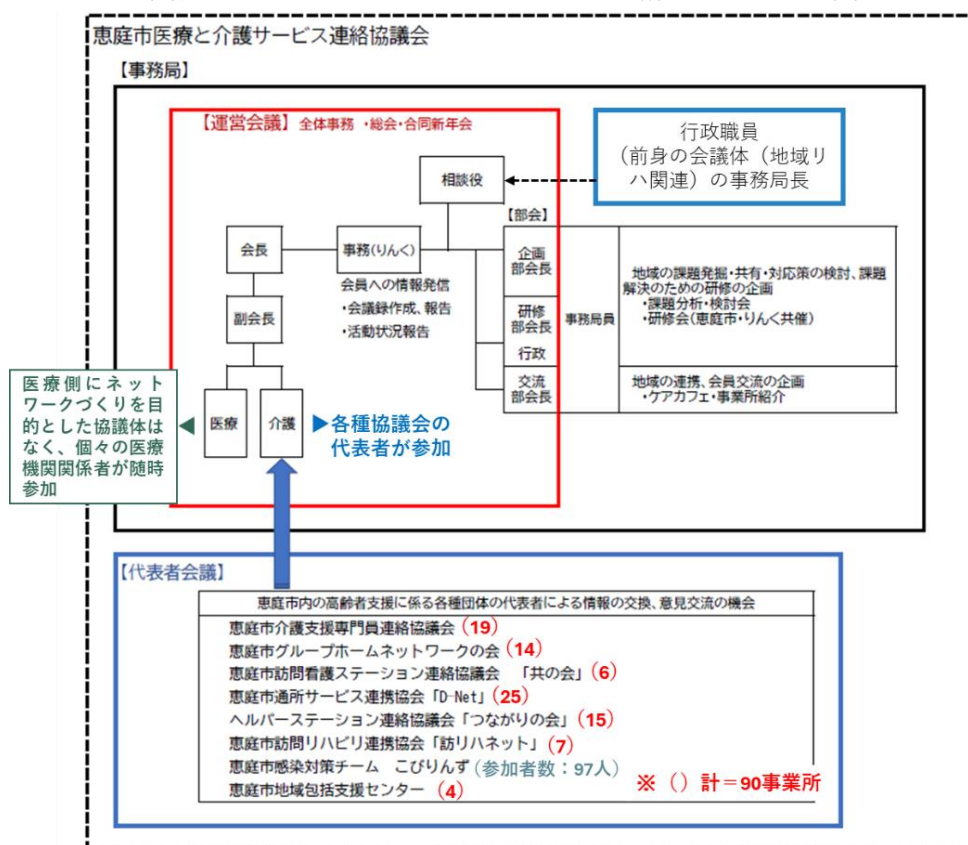 恵庭市医療と介護サービス連絡協議会
【事務局】
【運営会議】 全体事務 ・総会・合同新年会
行政職員
（前身の会議体（地域リ
ハ関連）の事務局長
相談役
【部会】
会長
事務(りんく)
企画
部会長
地域の課題発掘・共有・対応策の検討、課題
解決のための研修の企画
・課題分析・検討会
・研修会(恵庭市・りんく共催)
会員への情報発信
・会議録作成、報告
・活動状況報告
副会長
研修
部会長
事務局員
行政
交流
部会長
地域の連携、会員交流の企画
・ケアカフェ・事業所紹介
医療側にネット
ワークづくりを目
的とした協議体は
なく、個々の医療
機関関係者が随時
参加
医療
介護
各種協議会の
代表者が参加
【代表者会議】
恵庭市内の高齢者支援に係る各種団体の代表者による情報の交換、意見交流の機会
恵庭市介護支援専門員連絡協議会（19）
恵庭市グループホームネットワークの会（14）
恵庭市訪問看護ステーション連絡協議会 「共の会」（6）
恵庭市通所サービス連携協会「D-Net」（25）
ヘルパーステーション連絡協議会「つながりの会」（15）
恵庭市訪問リハビリ連携協会「訪リハネット」（7）
恵庭市感染対策チーム こびりんず（参加者数：97人）
恵庭市地域包括支援センター （4）
※（）計＝90事業所